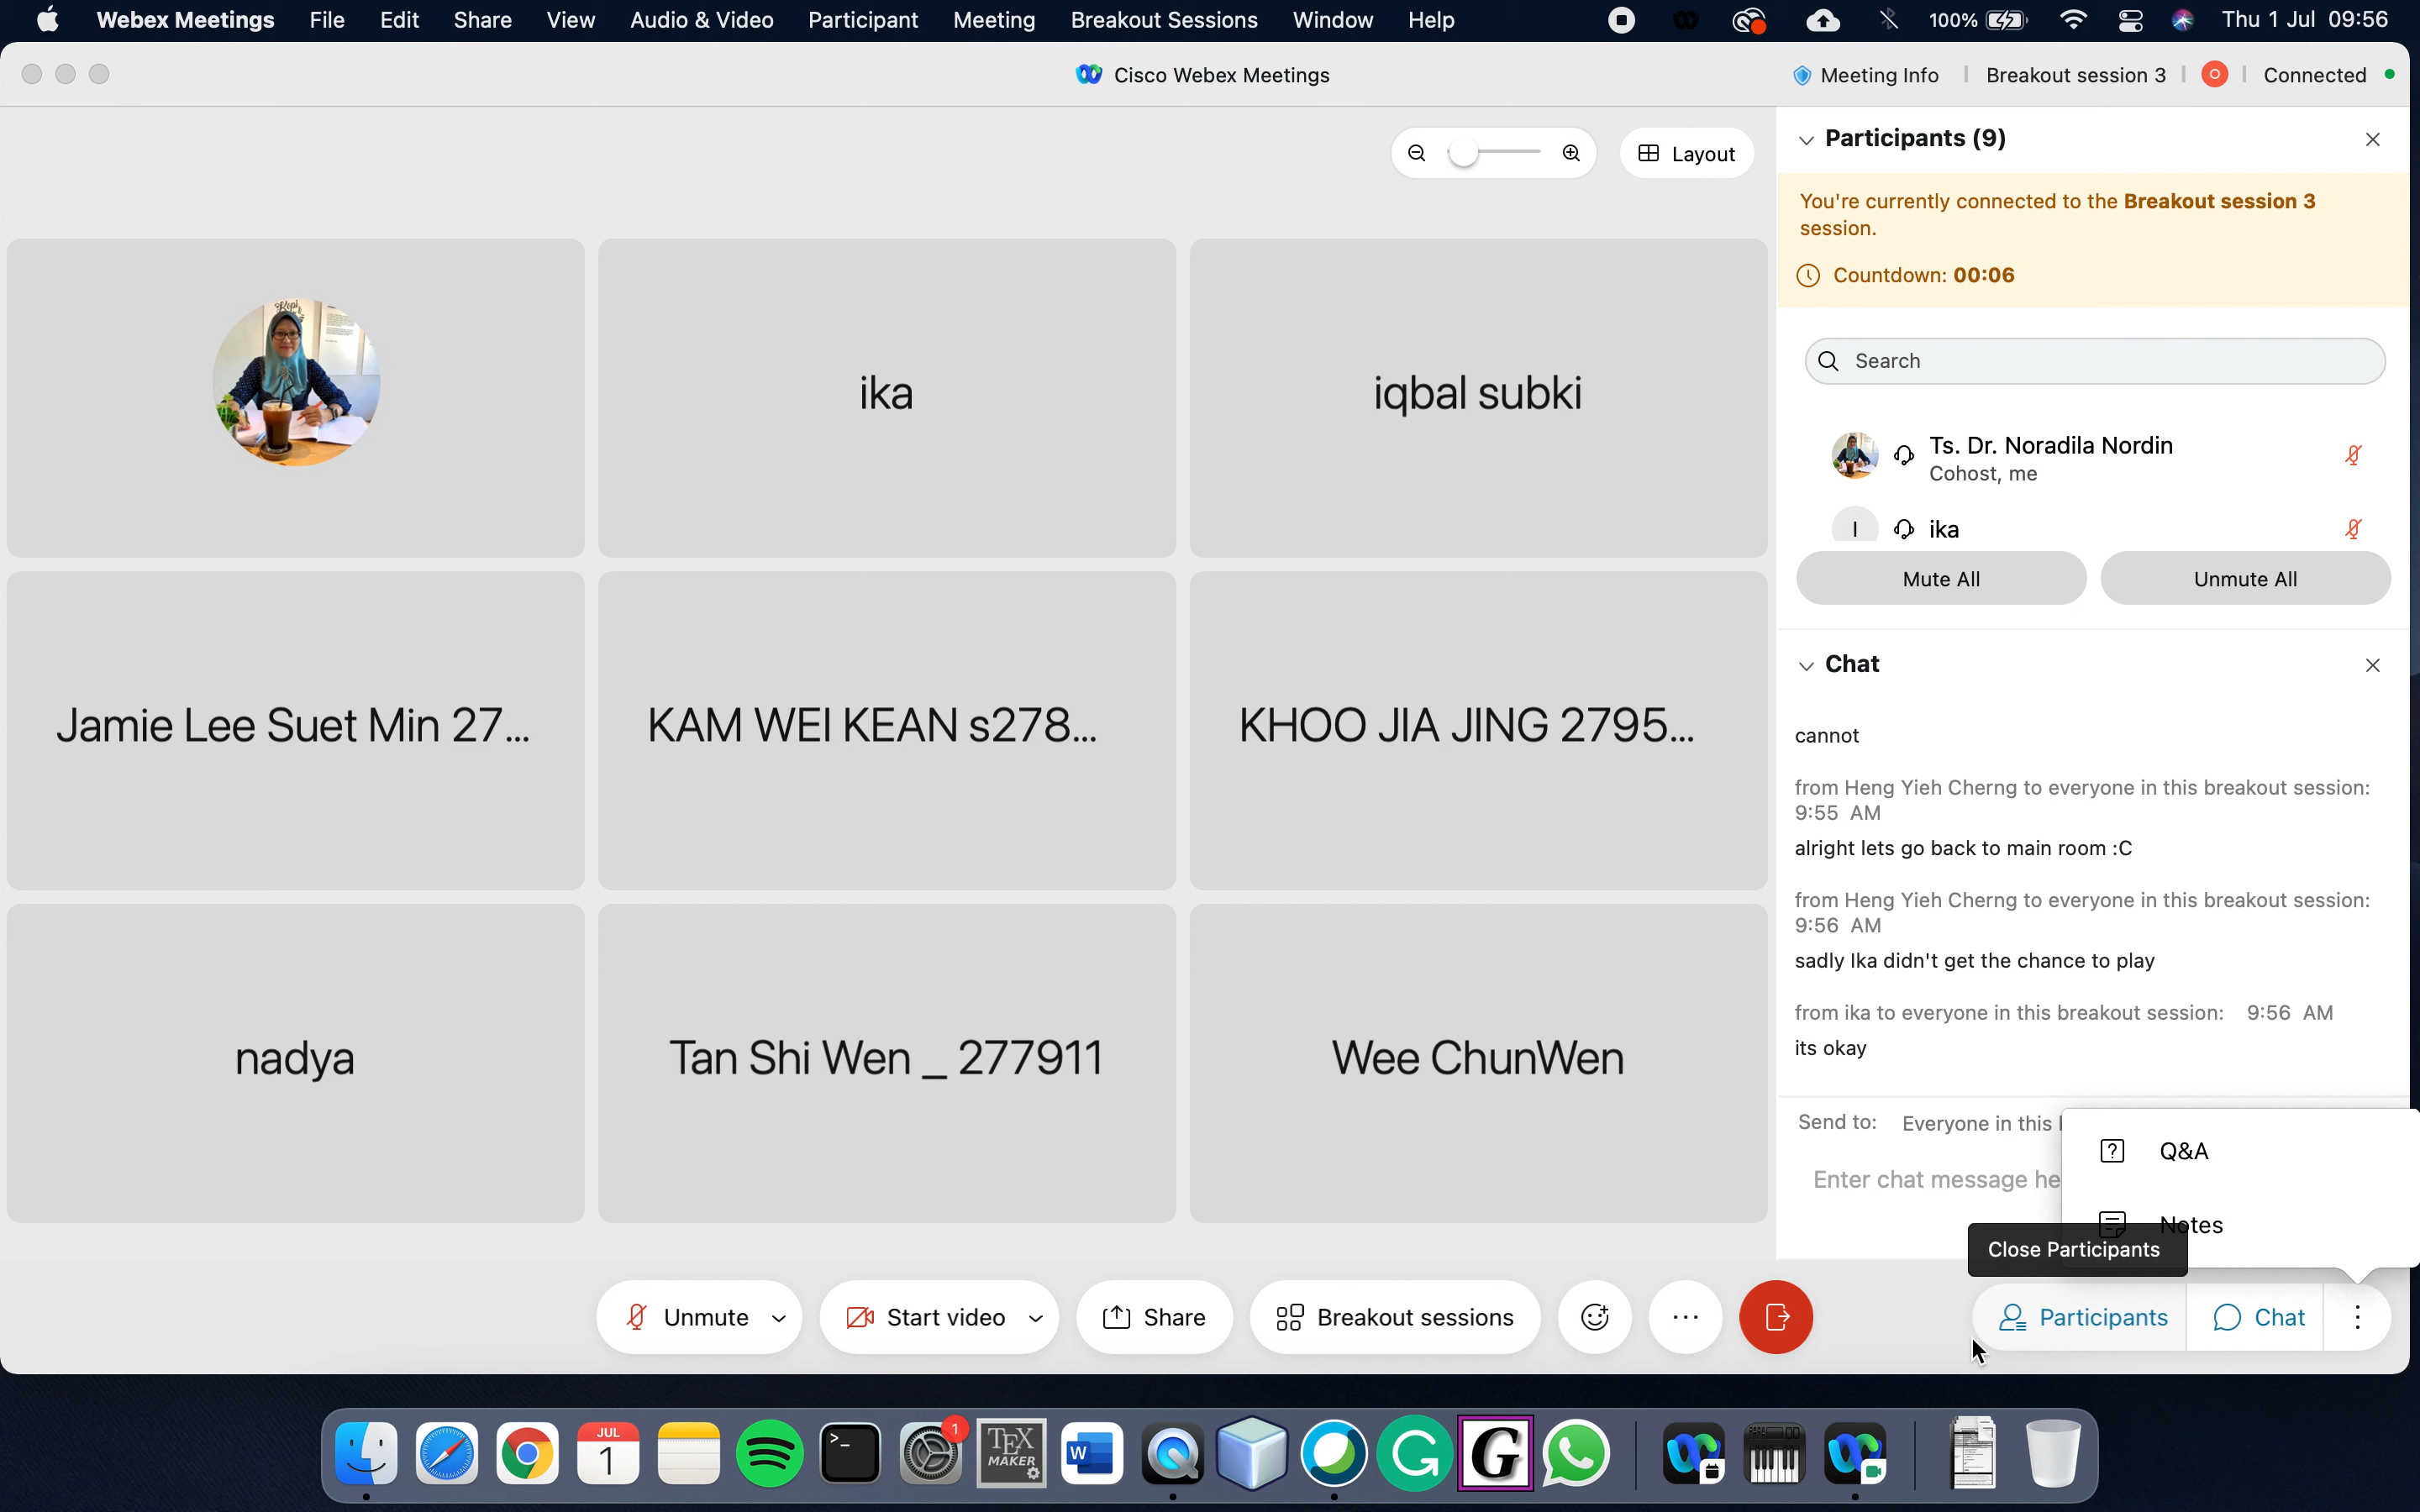 Webex Meetings File Edit Share View Audio & Video Participant Meeting Breakout Sessions Window Help 100% Thu 1 Jul 09:56
Cisco Webex Meetings
Meeting Info Breakout session 3 Connected
Layout
Participants (9)
You're currently connected to the Breakout session 3
session.
Countdown: 00:06
Search
Ts. Dr. Noradila Nordin
Cohost, me
I ika
Mute All Unmute All
ika
iqbal subki
Jamie Lee Suet Min 27...
KAM WEI KEAN s278...
KHOO JIA JING 2795...
nadya
Tan Shi Wen _ 277911
Wee ChunWen
Chat
cannot
from Heng Yieh Cherng to everyone in this breakout session:
9:55 AM
alright lets go back to main room :C
from Heng Yieh Cherng to everyone in this breakout session:
9:56 AM
sadly Ika didn't get the chance to play
from ika to everyone in this breakout session: 9:56 AM
its okay
Send to: Everyone in this
Enter chat message he
Q&A
Notes
Close Participants
Unmute Start video Share Breakout sessions Participants Chat
JUL
1
1
TEX
MAKER
W
G
G